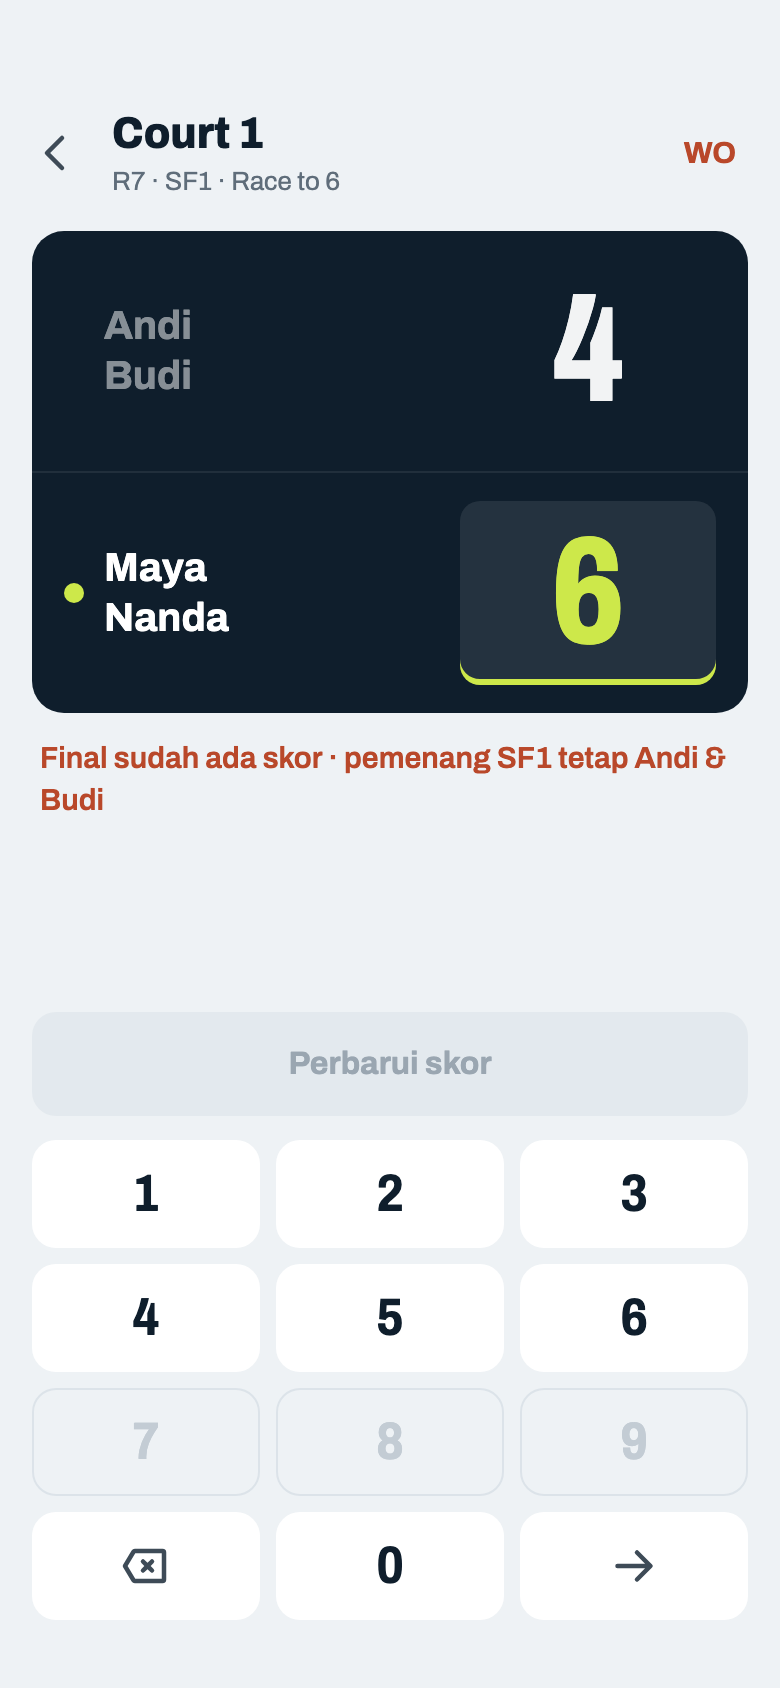 Court 1
WO
R7 · SF1 · Race to 6
Andi
Budi
4
Maya
Nanda
6
Final sudah ada skor · pemenang SF1 tetap Andi &
Budi
Perbarui skor
1 2 3
4 5 6
7 8 9
0